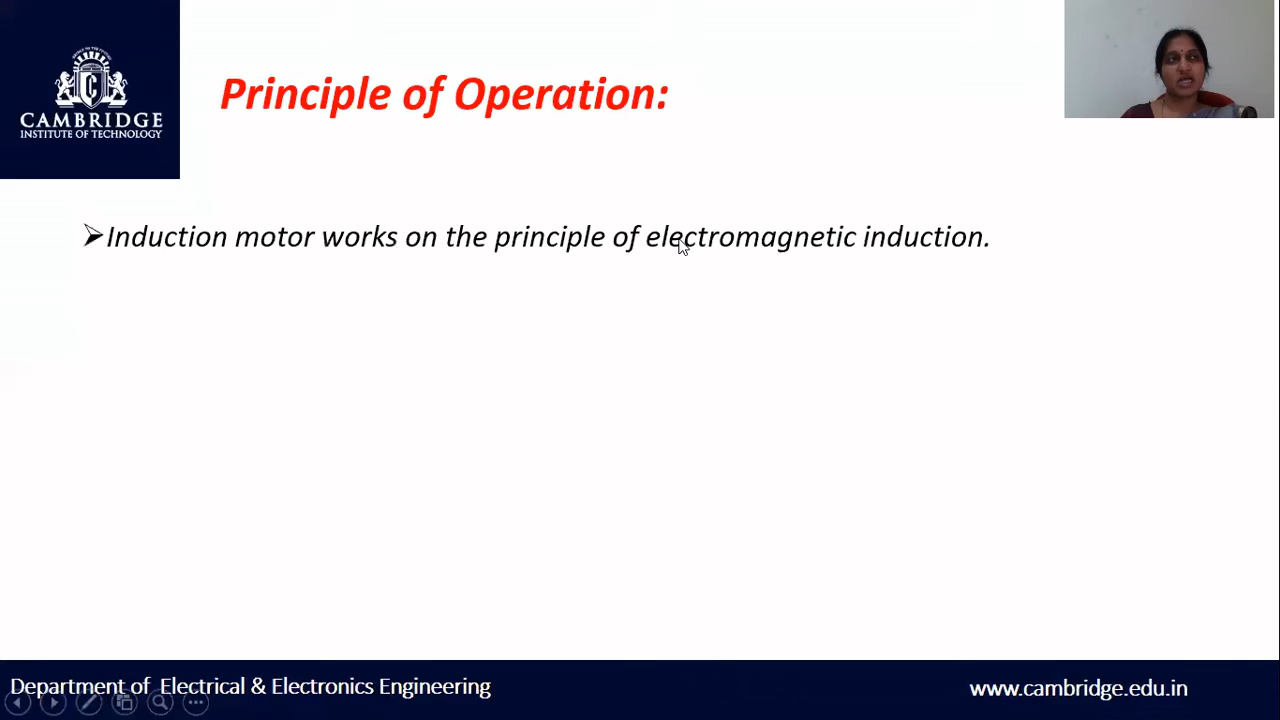 CAMBRIDGE
INSTITUTE OF TECHNOLOGY
Principle of Operation:
➢Induction motor works on the principle of electromagnetic induction.
Department of Electrical & Electronics Engineering
www.cambridge.edu.in